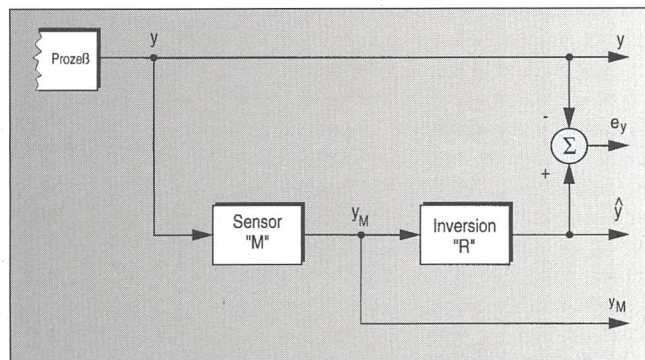 y
y
Prozeß
-
e_y
Σ
+
Sensor
"M"
y_M
Inversion
"R"
ŷ
y_M